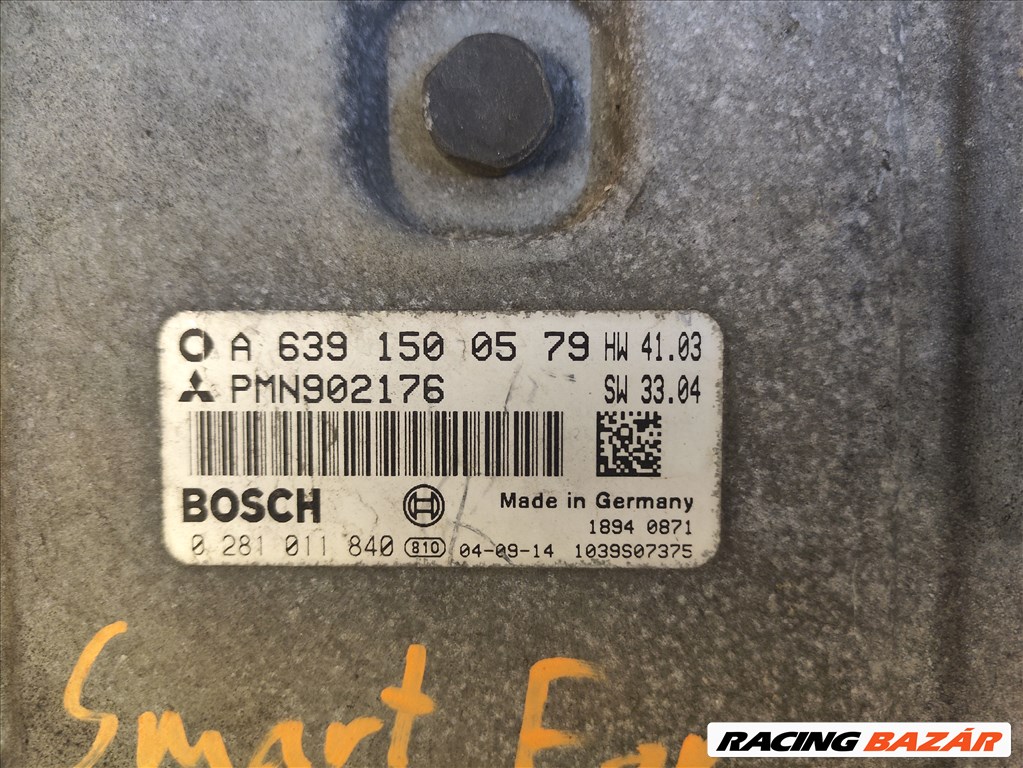 A 639 150 05 79 HW 41.03
PMN902176 SW 33.04
BOSCH Made in Germany
1894 0871
0 281 011 840 810 04-09-14 1039S07375
Smart
RACING BAZÁR